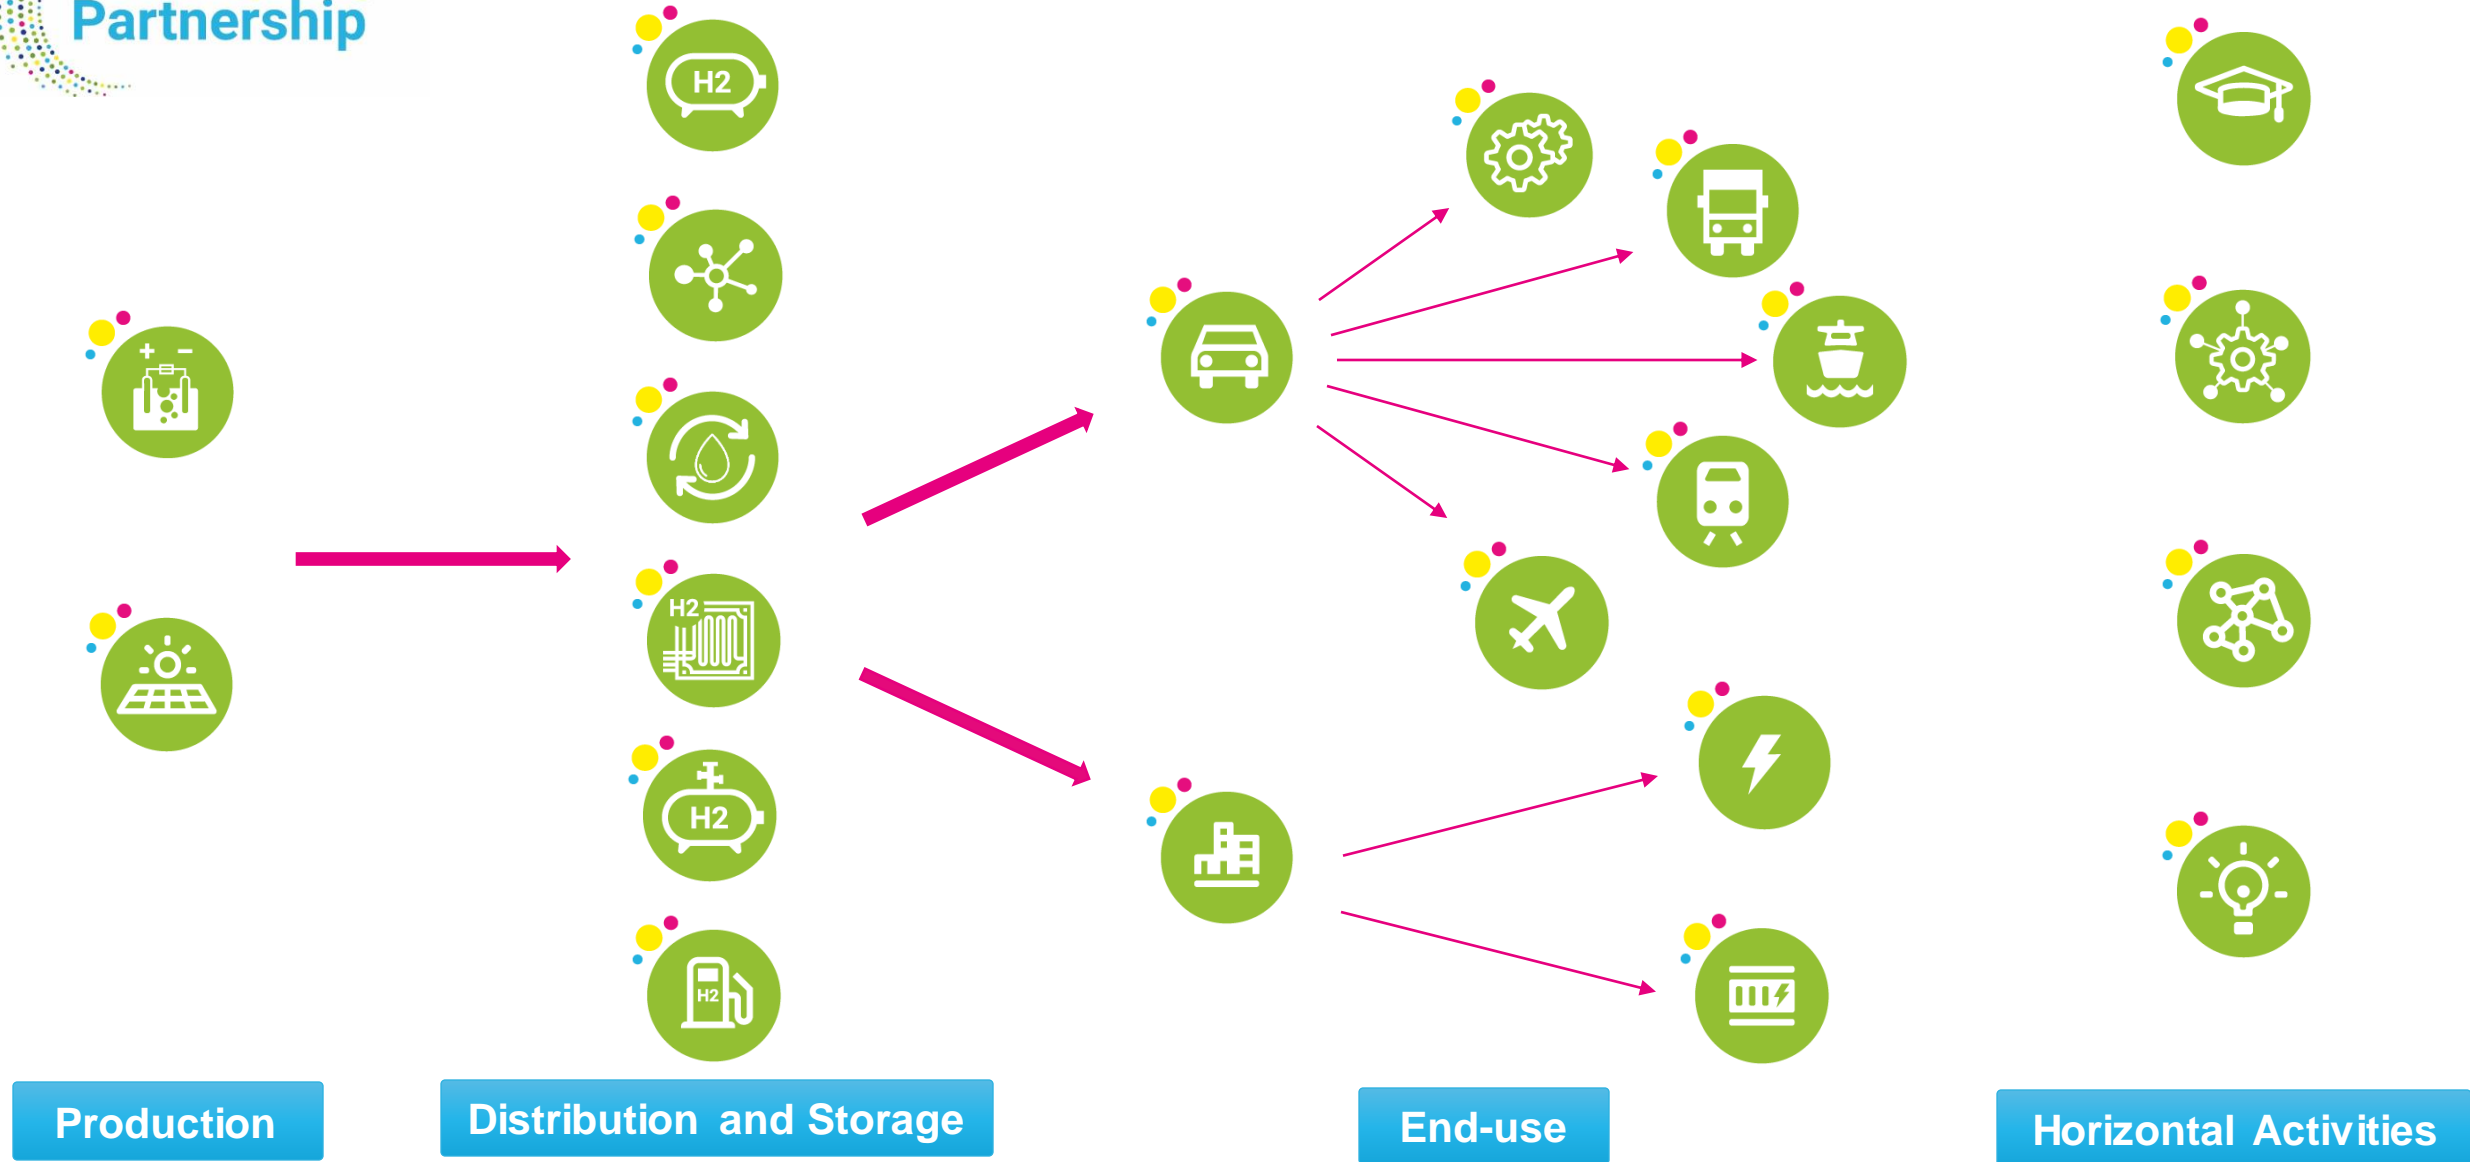 Partnership
H2
H2
H2
H2
Production
Distribution and Storage
End-use
Horizontal Activities